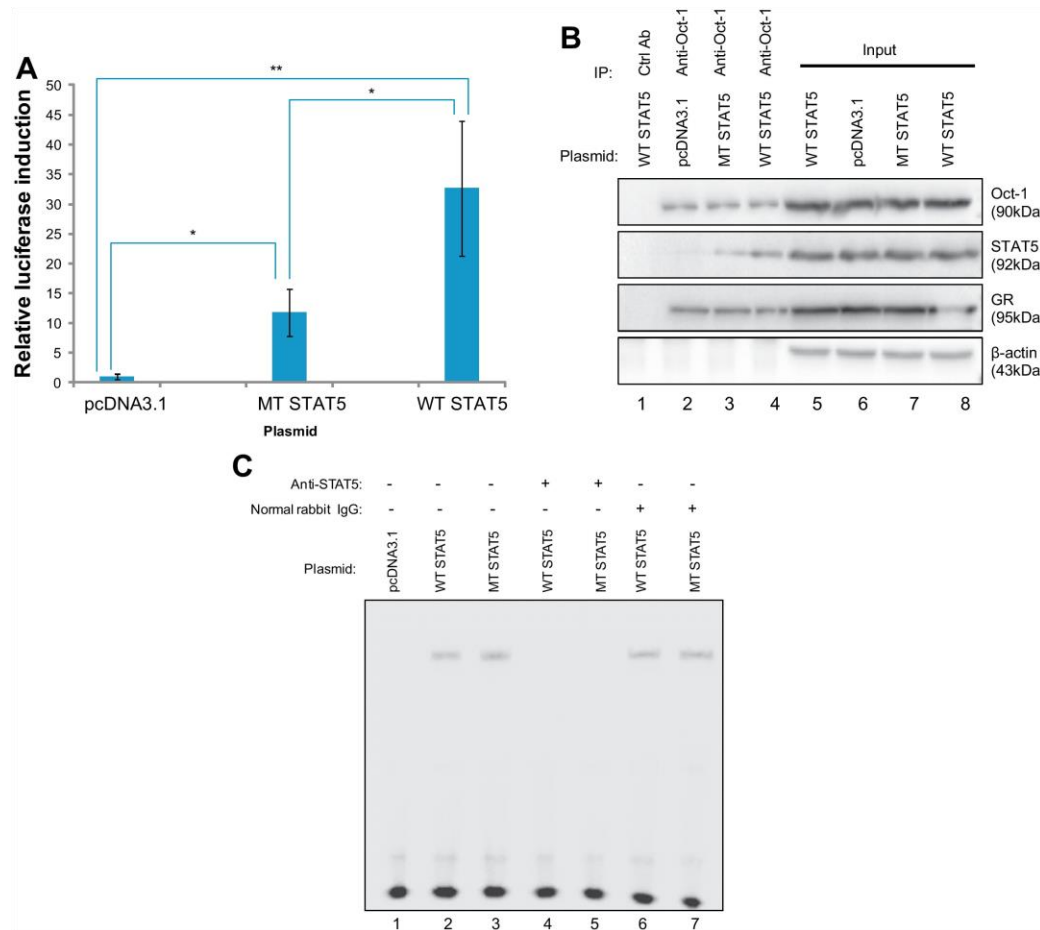 A
Relative luciferase induction
50
45
40
35
30
25
20
15
10
5
0
**
*
*
pcDNA3.1 MT STAT5 WT STAT5
Plasmid
B
IP: Ctrl Ab Anti-Oct-1 Anti-Oct-1 Anti-Oct-1 Input
Plasmid: WT STAT5 pcDNA3.1 MT STAT5 WT STAT5 WT STAT5 pcDNA3.1 MT STAT5 WT STAT5
Oct-1
(90kDa
STAT5
(92kDa
GR
(95kDa
β-actin
(43kDa
1 2 3 4 5 6 7 8
C
Anti-STAT5: - - - + + - -
Normal rabbit IgG: - - - - - + +
Plasmid: pcDNA3.1 WT STAT5 MT STAT5 WT STAT5 MT STAT5 WT STAT5 MT STAT5
1 2 3 4 5 6 7